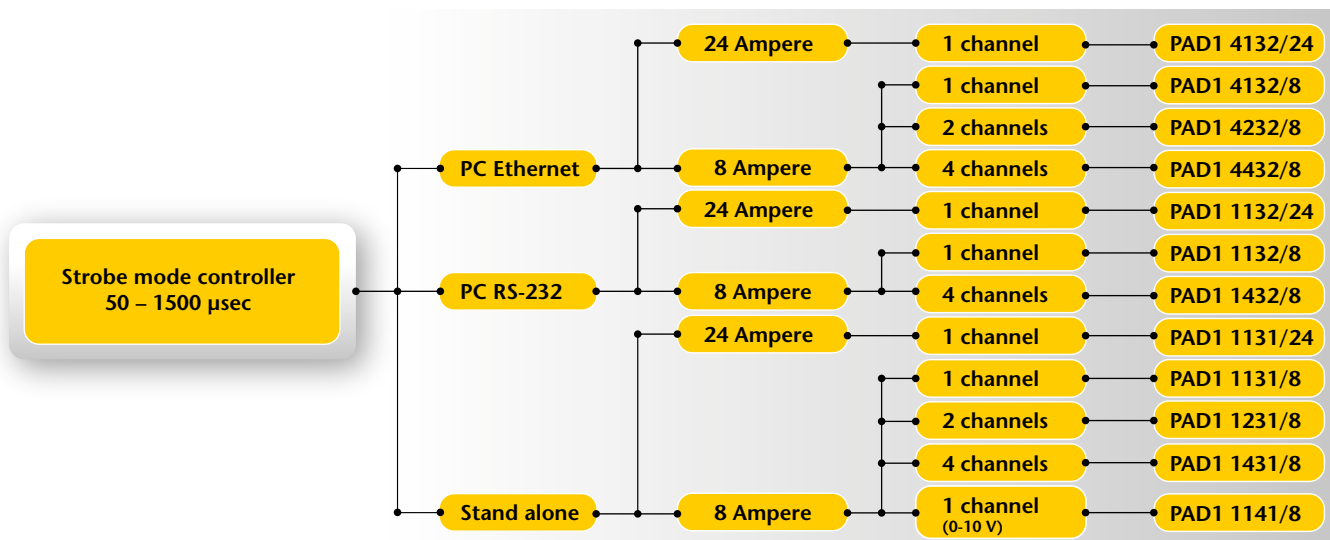 24 Ampere
1 channel
PAD1 4132/24
1 channel
PAD1 4132/8
2 channels
PAD1 4232/8
PC Ethernet
8 Ampere
4 channels
PAD1 4432/8
24 Ampere
1 channel
PAD1 1132/24
Strobe mode controller
50 – 1500 µsec
1 channel
PAD1 1132/8
PC RS-232
8 Ampere
4 channels
PAD1 1432/8
24 Ampere
1 channel
PAD1 1131/24
1 channel
PAD1 1131/8
2 channels
PAD1 1231/8
4 channels
PAD1 1431/8
Stand alone
8 Ampere
1 channel
(0-10 V)
PAD1 1141/8